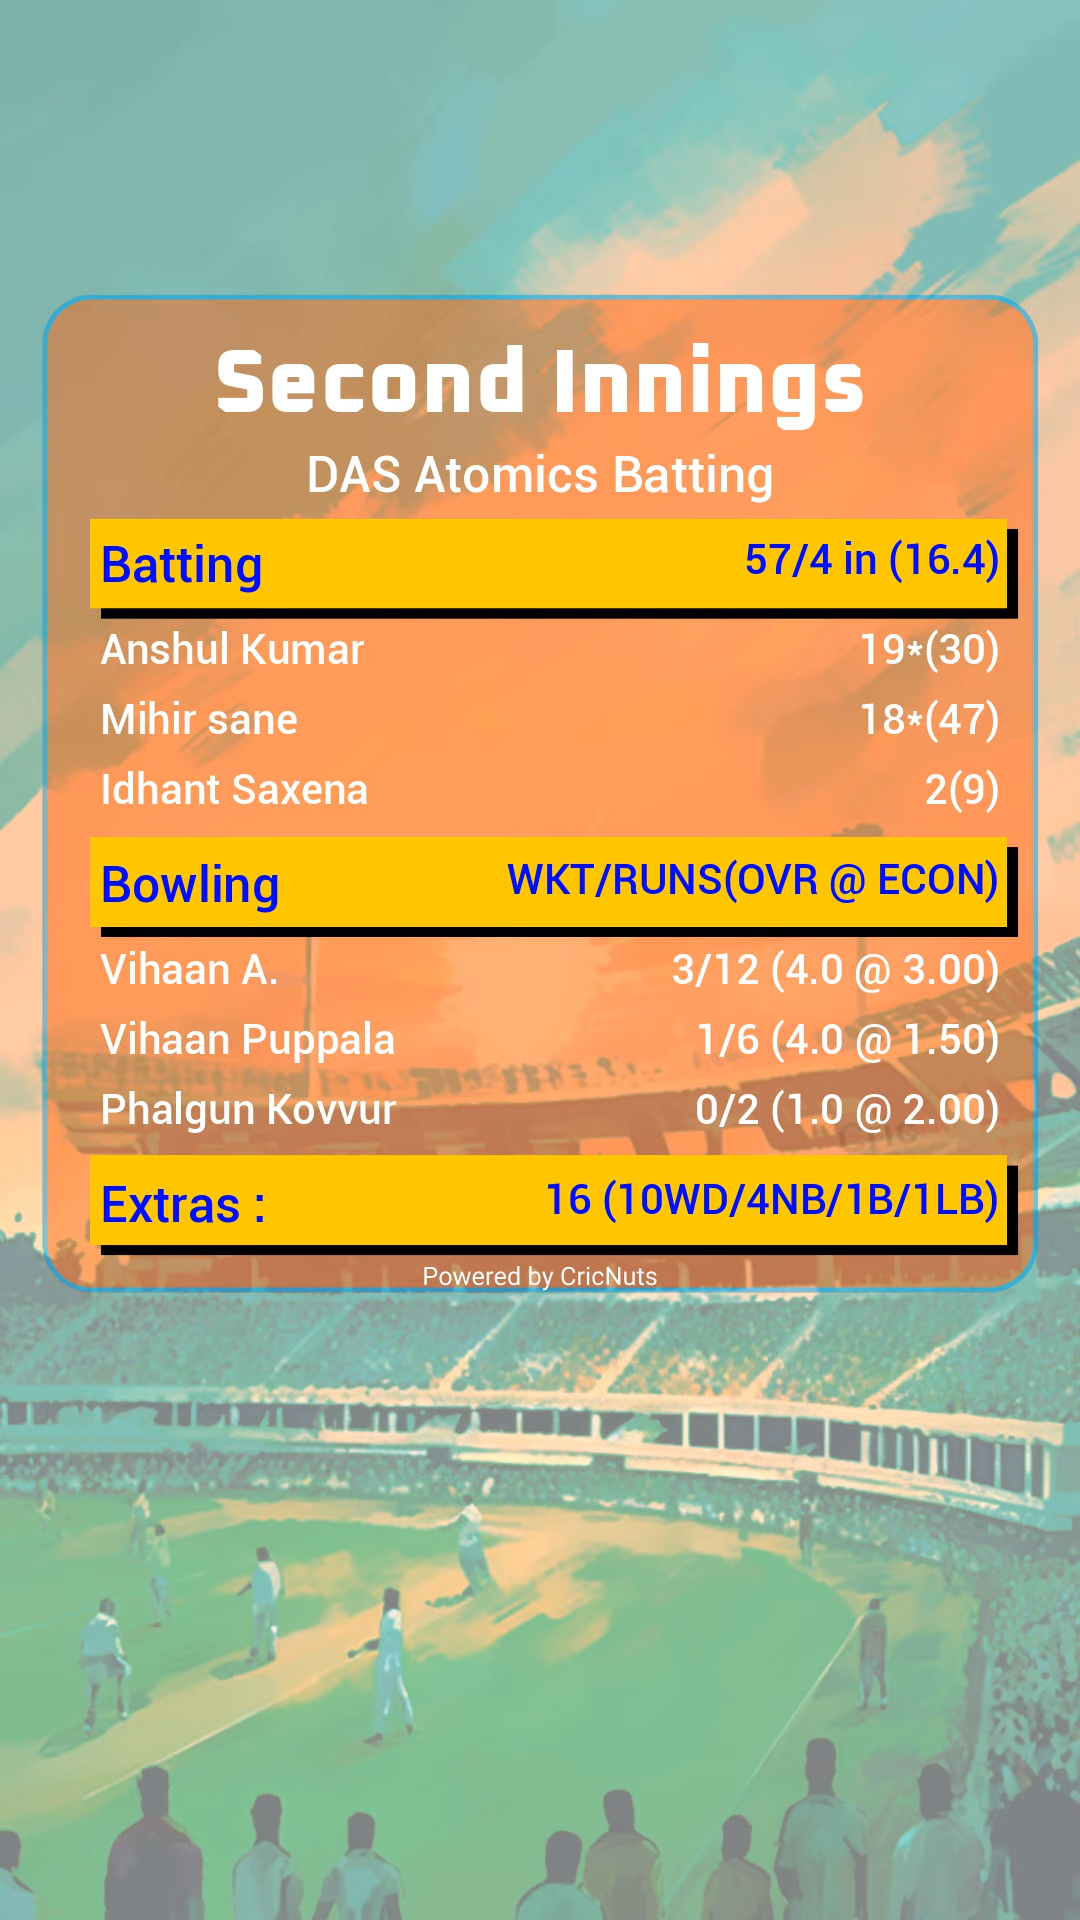 Second Innings
DAS Atomics Batting
Batting 57/4 in (16.4)
Anshul Kumar 19*(30)
Mihir sane 18*(47)
Idhant Saxena 2(9)
Bowling WKT/RUNS(OVR @ ECON)
Vihaan A. 3/12 (4.0 @ 3.00)
Vihaan Puppala 1/6 (4.0 @ 1.50)
Phalgun Kovvur 0/2 (1.0 @ 2.00)
Extras : 16 (10WD/4NB/1B/1LB)
Powered by CricNuts